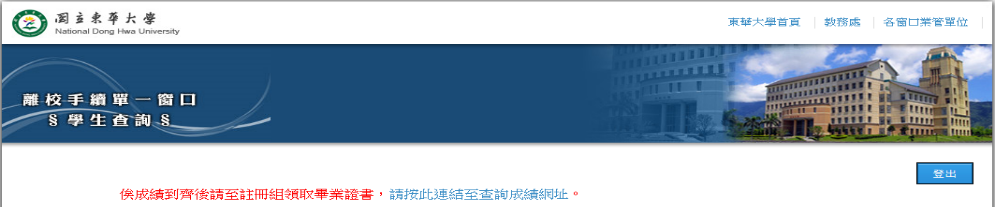 國立東華大學
National Dong Hwa University
東華大學首頁 | 教務處 | 各窗口業管單位 |
離校手續單一窗口
§學生查詢§
登出
俟成績到齊後請至註冊組領取畢業證書,請按此連結至查詢成績網址。